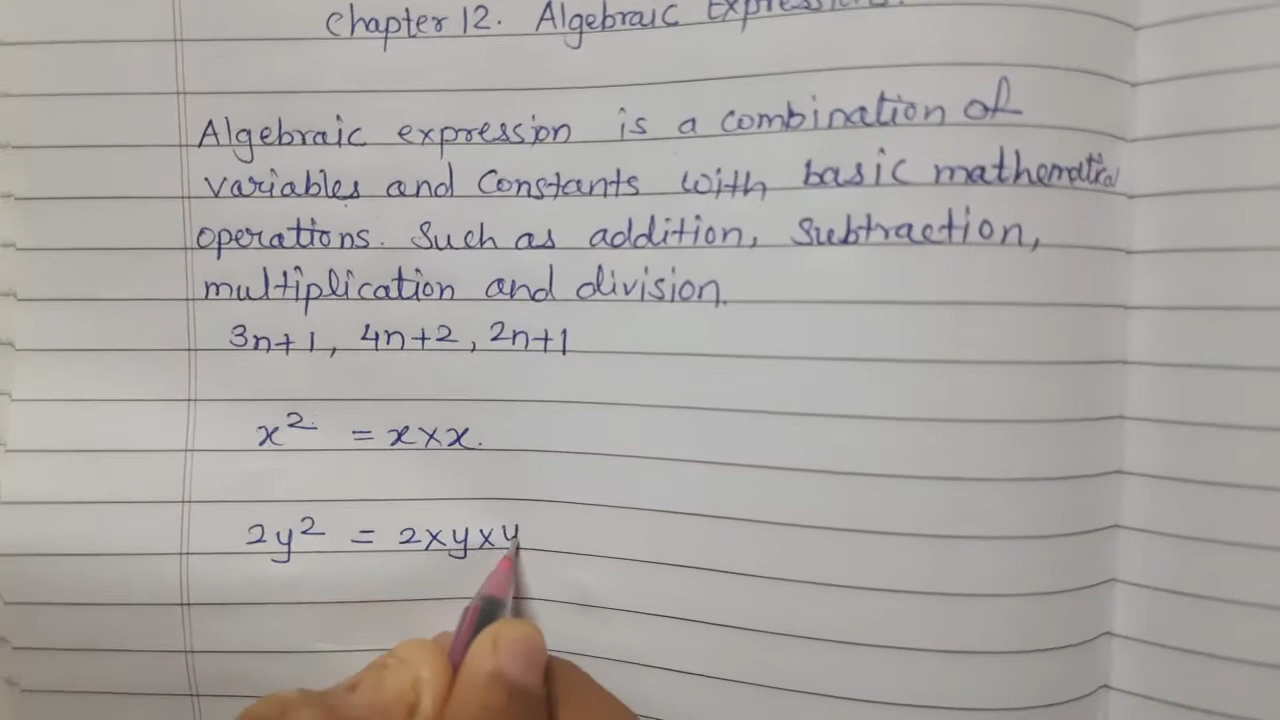 Chapter 12. Algebraic Expressions.
Algebraic expression is a combination of
variables and constants with basic mathematical
operations. Such as addition, subtraction,
multiplication and division.
3n+1, 4n+2, 2n+1
x² = x×x.
2y² = 2×y×y